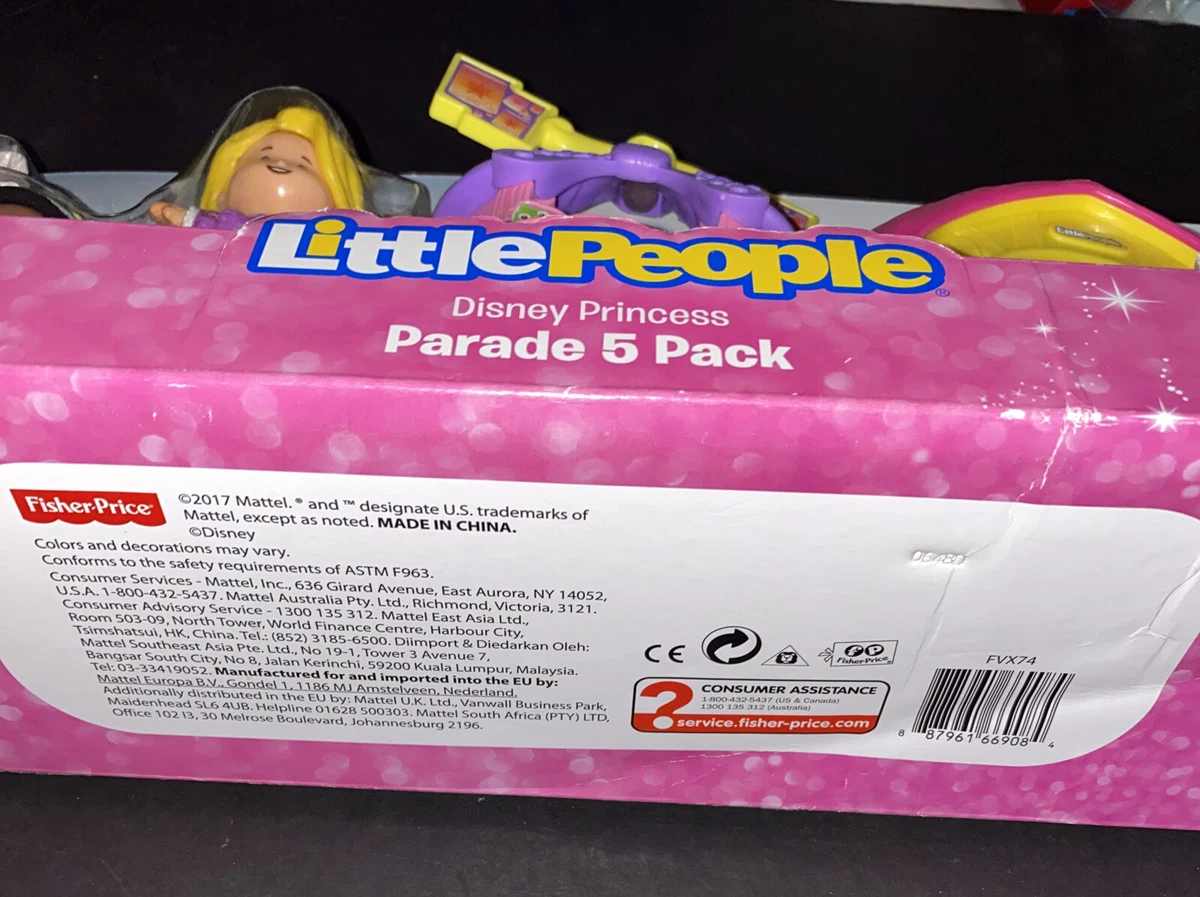 LittlePeople®
Disney Princess
Parade 5 Pack
Fisher-Price®
©2017 Mattel. ® and ™ designate U.S. trademarks of
Mattel, except as noted. MADE IN CHINA.
©Disney
Colors and decorations may vary.
Conforms to the safety requirements of ASTM F963.
Consumer Services - Mattel, Inc., 636 Girard Avenue, East Aurora, NY 14052,
U.S.A. 1-800-432-5437. Mattel Australia Pty. Ltd., Richmond, Victoria, 3121.
Consumer Advisory Service - 1300 135 312. Mattel East Asia Ltd.,
Room 503-09, North Tower, World Finance Centre, Harbour City,
Tsimshatsui, HK, China. Tel.: (852) 3185-6500. Diimport & Diedarkan Oleh:
Mattel Southeast Asia Pte. Ltd., No 19-1, Tower 3 Avenue 7,
Bangsar South City, No 8, Jalan Kerinchi, 59200 Kuala Lumpur, Malaysia.
Tel: 03-33419052. Manufactured for and imported into the EU by:
Mattel Europa B.V., Gondel 1, 1186 MJ Amstelveen, Nederland.
Additionally distributed in the EU by: Mattel U.K. Ltd., Vanwall Business Park,
Maidenhead SL6 4UB. Helpline 01628 500303. Mattel South Africa (PTY) LTD,
Office 102 I3, 30 Melrose Boulevard, Johannesburg 2196.
CE
FP
Fisher-Price®
?
CONSUMER ASSISTANCE
1-800-432-5437 (US & Canada)
1300 135 312 (Australia)
service.fisher-price.com
FVX74
8 87961 66908 4